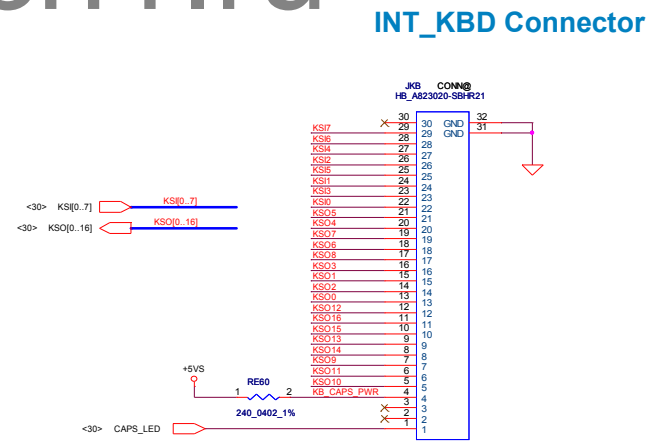 INT_KBD Connector
JKB CONN@
HB_A823020-SBHR21
30 30 GND 32
KSI7 29 29 GND 31
KSI6 28 28
KSI4 27 27
KSI2 26 26
KSI5 25 25
KSI1 24 24
KSI3 23 23
<30> KSI[0..7] KSI[0..7] KSI0 22 22
KSO5 21 21
<30> KSO[0..16] KSO[0..16] KSO4 20 20
KSO7 19 19
KSO6 18 18
KSO8 17 17
KSO3 16 16
KSO1 15 15
KSO2 14 14
KSO0 13 13
KSO12 12 12
KSO16 11 11
KSO15 10 10
KSO13 9 9
KSO14 8 8
KSO9 7 7
+5VS KSO11 6 6
RE60 KSO10 5 5
1 2 KB_CAPS_PWR 4 4
3 3
240_0402_1% 2 2
<30> CAPS_LED 1 1